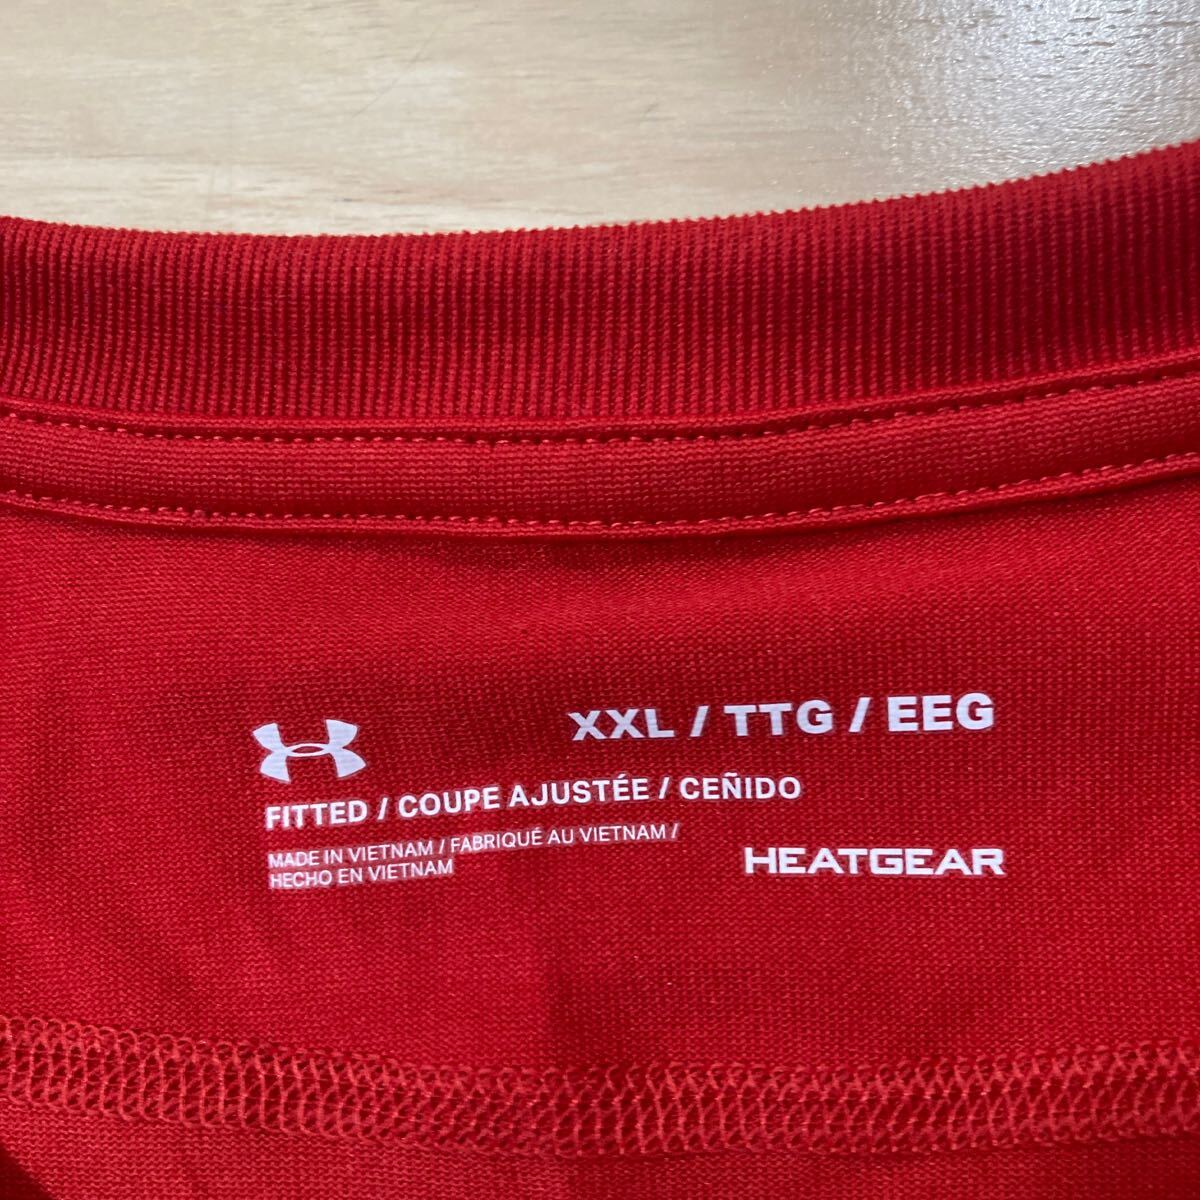 XXL / TTG / EEG
FITTED / COUPE AJUSTÉE / CEÑIDO
MADE IN VIETNAM / FABRIQUÉ AU VIETNAM /
HECHO EN VIETNAM
HEATGEAR